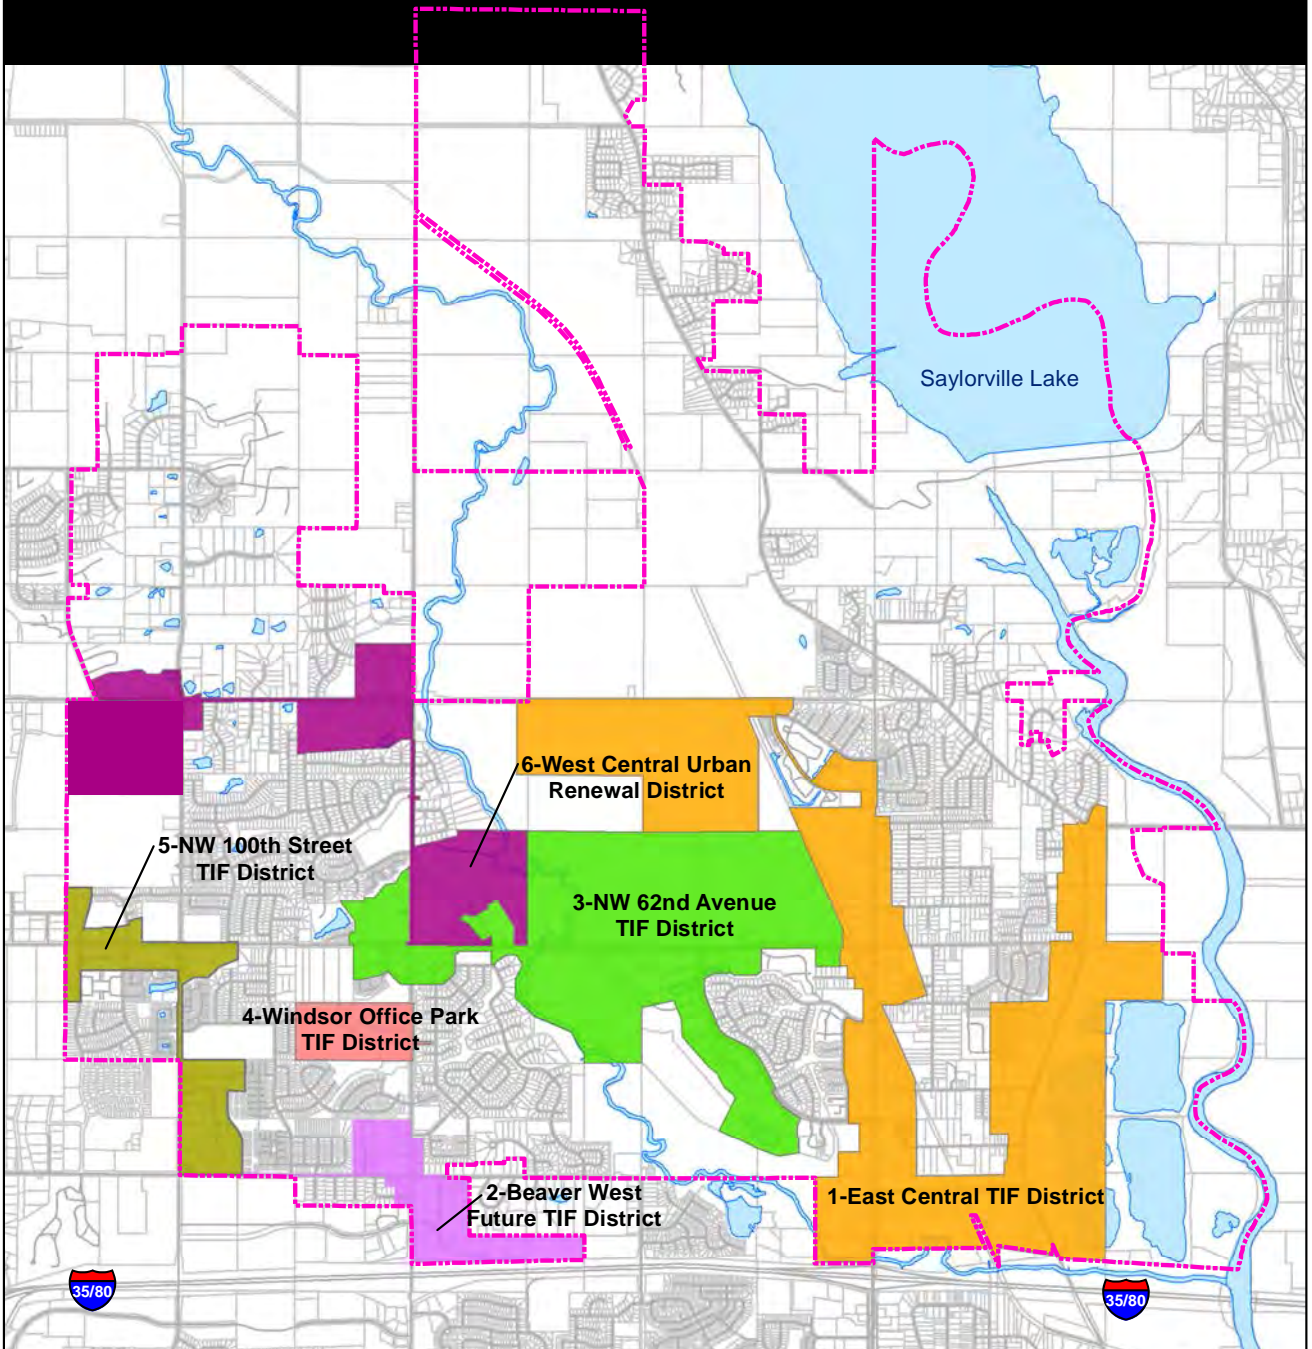 Saylorville Lake
6-West Central Urban
Renewal District
5-NW 100th Street
TIF District
3-NW 62nd Avenue
TIF District
4-Windsor Office Park
TIF District
2-Beaver West
Future TIF District
1-East Central TIF District
35/80
35/80